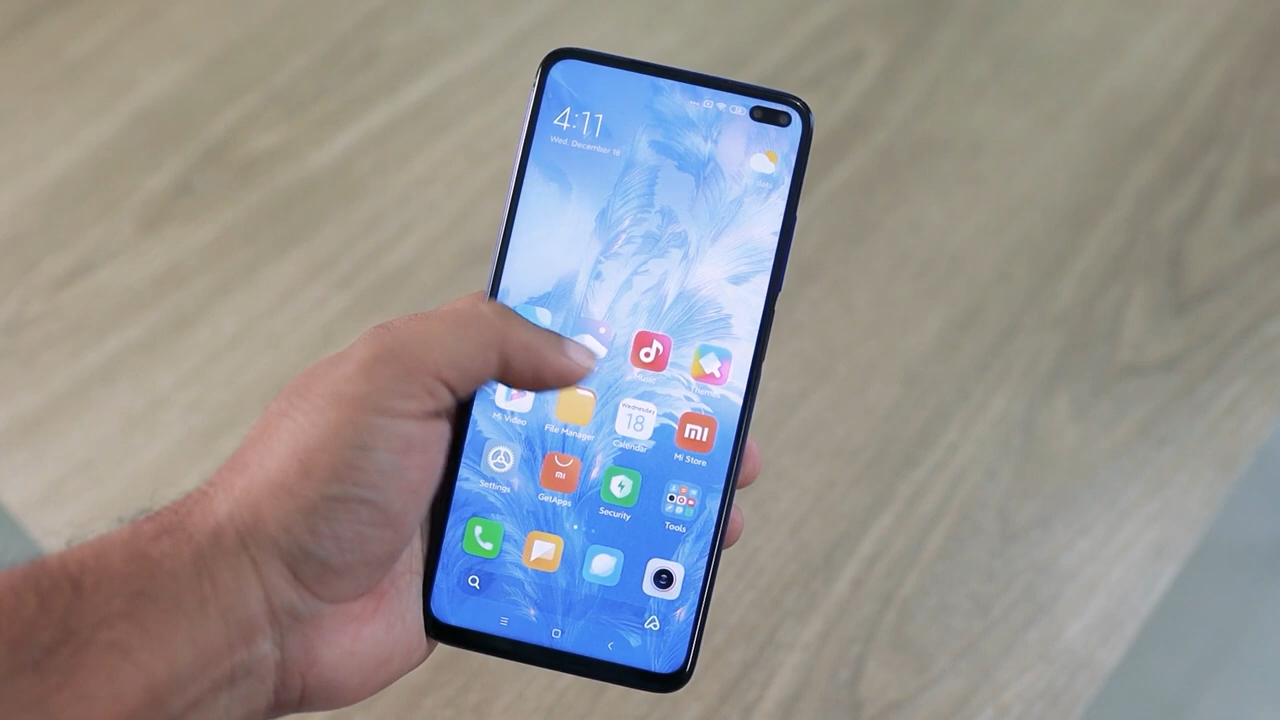 4:11
Wed, December 18
Music
Themes
Mi Video
File Manager
Wednesday
18
Calendar
mi
Mi Store
Settings
mi
GetApps
Security
Tools